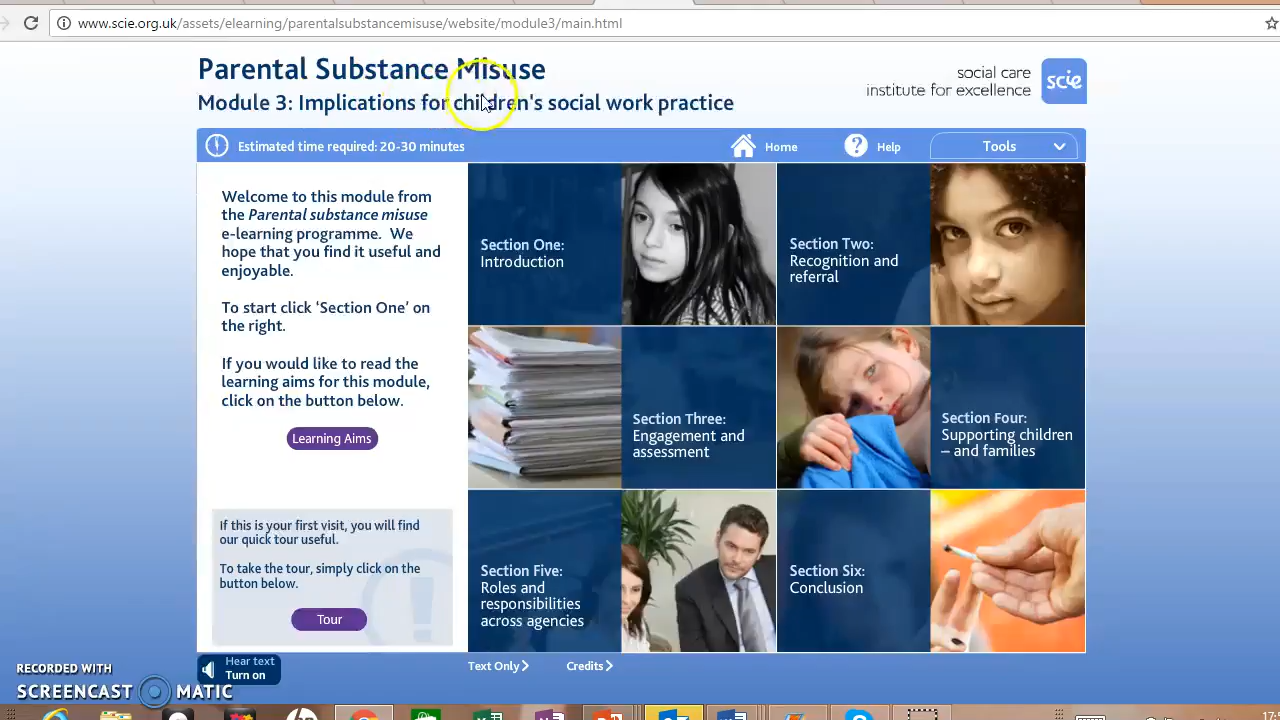 www.scie.org.uk/assets/elearning/parentalsubstancemisuse/website/module3/main.html
Parental Substance Misuse
Module 3: Implications for children's social work practice
social care
institute for excellence
scie
Estimated time required: 20-30 minutes
Home
Help
Tools
Welcome to this module from
the Parental substance misuse
e-learning programme. We
hope that you find it useful and
enjoyable.
To start click ‘Section One’ on
the right.
If you would like to read the
learning aims for this module,
click on the button below.
Learning Aims
If this is your first visit, you will find
our quick tour useful.
To take the tour, simply click on the
button below.
Tour
Section One:
Introduction
Section Two:
Recognition and
referral
Section Three:
Engagement and
assessment
Section Four:
Supporting children
– and families
Section Five:
Roles and
responsibilities
across agencies
Section Six:
Conclusion
Hear text
Turn on
Text Only
Credits
RECORDED WITH
SCREENCAST MATIC